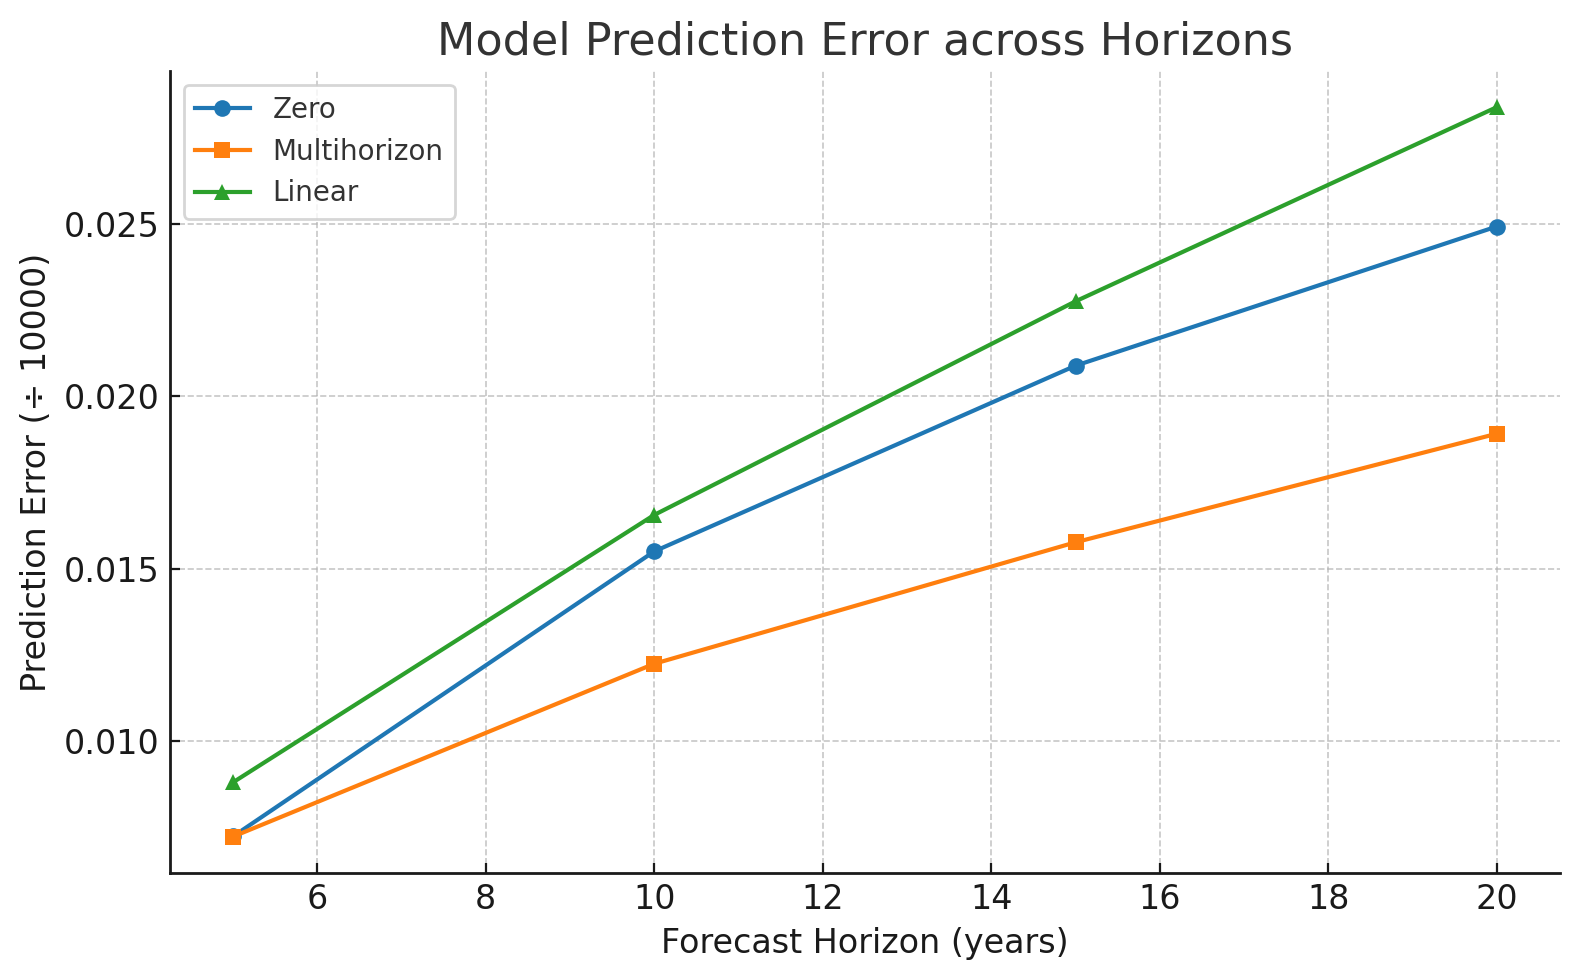 Model Prediction Error across Horizons
Zero
Multihorizon
Linear
0.025
0.020
0.015
0.010
Prediction Error (÷ 10000)
6 8 10 12 14 16 18 20
Forecast Horizon (years)